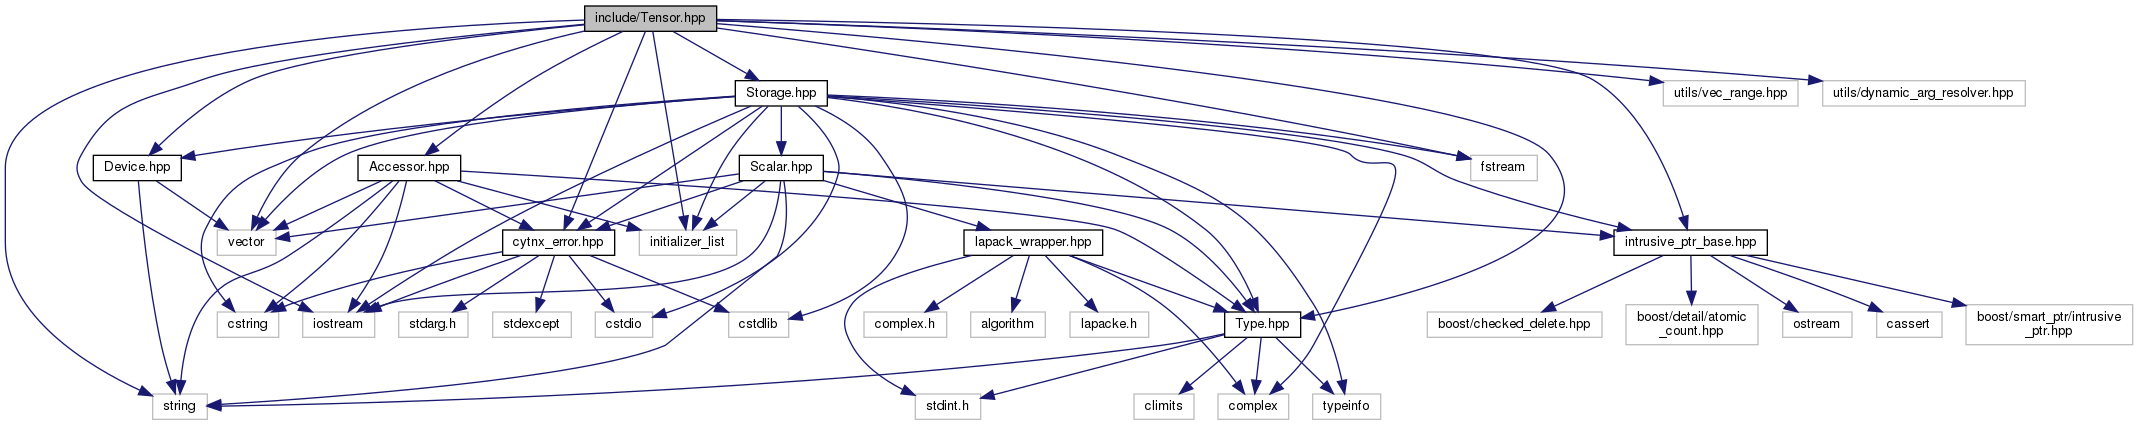 include/Tensor.hpp
Storage.hpp
utils/vec_range.hpp
utils/dynamic_arg_resolver.hpp
Device.hpp
Accessor.hpp
Scalar.hpp
fstream
vector
cytnx_error.hpp
initializer_list
lapack_wrapper.hpp
intrusive_ptr_base.hpp
cstring
iostream
stdarg.h
stdexcept
cstdio
cstdlib
complex.h
algorithm
lapacke.h
Type.hpp
boost/checked_delete.hpp
boost/detail/atomic
_count.hpp
ostream
cassert
boost/smart_ptr/intrusive
_ptr.hpp
string
stdint.h
climits
complex
typeinfo